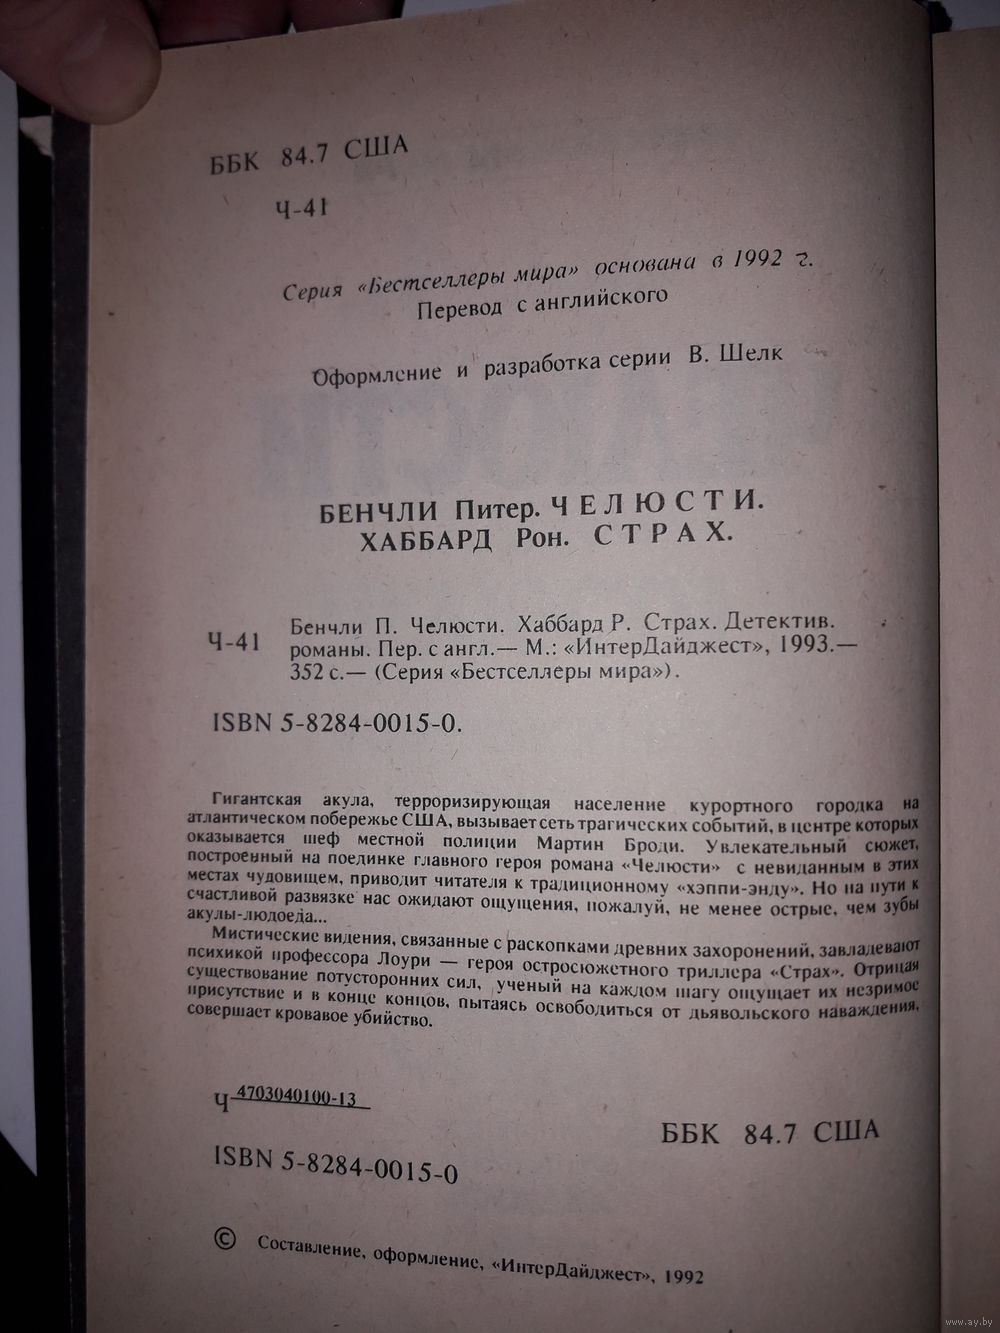 ББК 84.7 США
Ч-41
Серия «Бестселлеры мира» основана в 1992 г.
Перевод с английского
Оформление и разработка серии В. Шелк
БЕНЧЛИ Питер. ЧЕЛЮСТИ.
ХАББАРД Рон. СТРАХ.
Ч-41
Бенчли П. Челюсти. Хаббард Р. Страх. Детектив.
романы. Пер. с англ.— М.: «ИнтерДайджест», 1993.—
352 с.— (Серия «Бестселлеры мира»).
ISBN 5-8284-0015-0.
Гигантская акула, терроризирующая население курортного городка на
атлантическом побережье США, вызывает сеть трагических событий, в центре которых
оказывается шеф местной полиции Мартин Броди. Увлекательный сюжет,
построенный на поединке главного героя романа «Челюсти» с невиданным в этих
местах чудовищем, приводит читателя к традиционному «хэппи-энду». Но на пути к
счастливой развязке нас ожидают ощущения, пожалуй, не менее острые, чем зубы
акулы-людоеда...
Мистические видения, связанные с раскопками древних захоронений, завладевают
психикой профессора Лоури — героя остросюжетного триллера «Страх». Отрицая
существование потусторонних сил, ученый на каждом шагу ощущает их незримое
присутствие и в конце концов, пытаясь освободиться от дьявольского наваждения,
совершает кровавое убийство.
Ч 4703040100-13
ББК 84.7 США
ISBN 5-8284-0015-0
© Составление, оформление, «ИнтерДайджест», 1992
www.ay.by